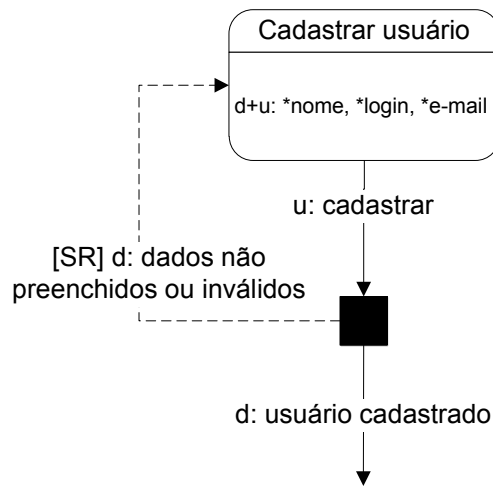 Cadastrar usuário
d+u: *nome, *login, *e-mail
u: cadastrar
[SR] d: dados não
preenchidos ou inválidos
d: usuário cadastrado